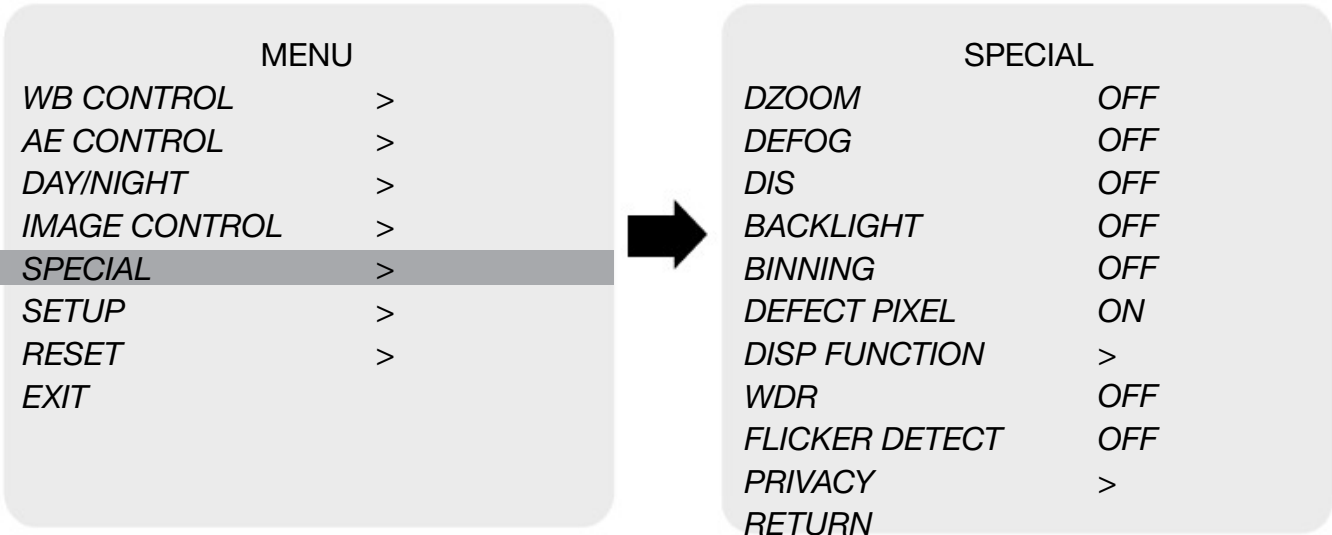 MENU
WB CONTROL >
AE CONTROL >
DAY/NIGHT >
IMAGE CONTROL >
SPECIAL >
SETUP >
RESET >
EXIT
SPECIAL
DZOOM OFF
DEFOG OFF
DIS OFF
BACKLIGHT OFF
BINNING OFF
DEFECT PIXEL ON
DISP FUNCTION >
WDR OFF
FLICKER DETECT OFF
PRIVACY >
RETURN